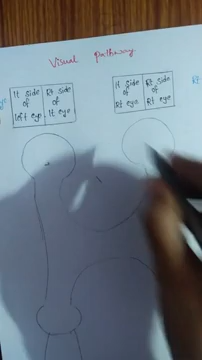 Visual pathway
lt side
of
left eye
Rt side
of
lt eye
lt side
of
Rt eye
Rt side
of
Rt eye
Rt